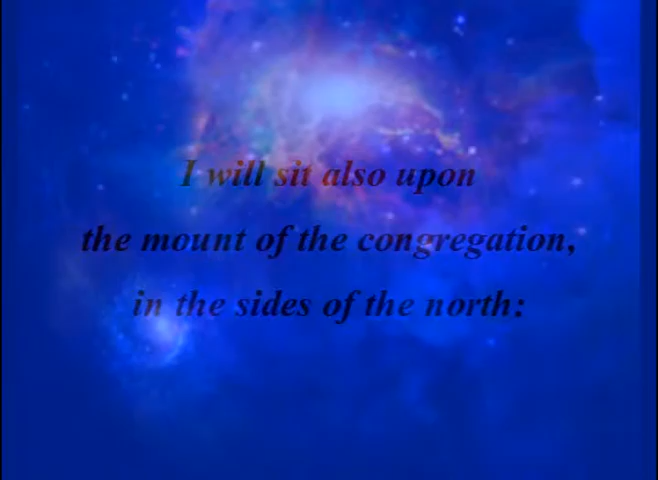 I will sit also upon
the mount of the congregation,
in the sides of the north: